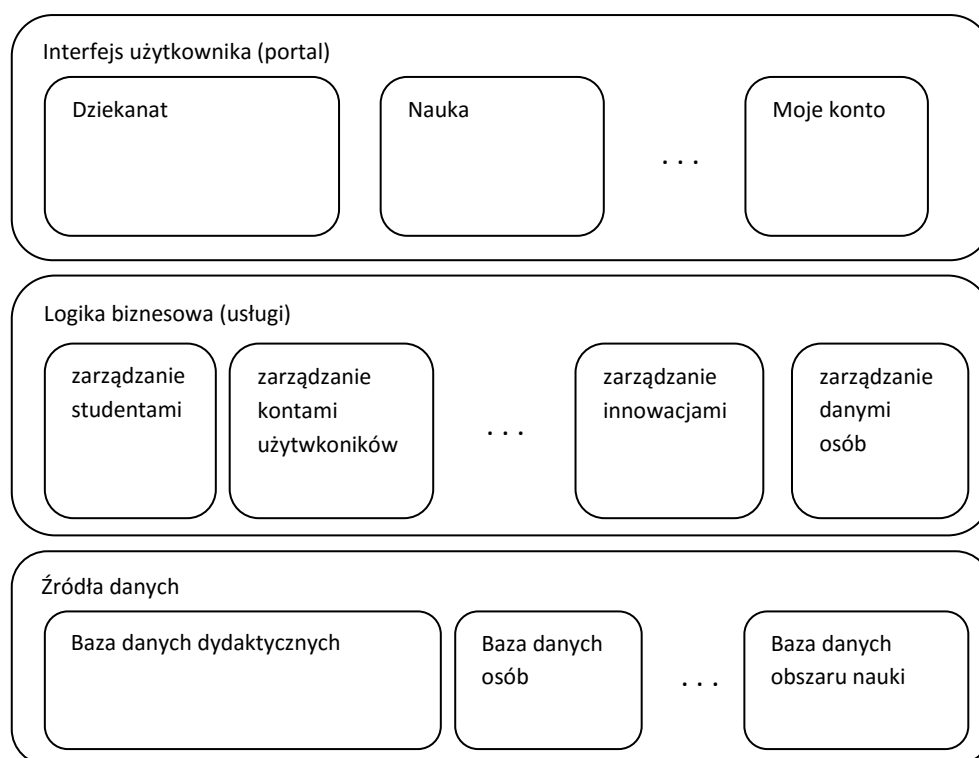 Interfejs użytkownika (portal)
Dziekanat
Nauka
. . .
Moje konto
Logika biznesowa (usługi)
zarządzanie
studentami
zarządzanie
kontami
użytwkoników
. . .
zarządzanie
innowacjami
zarządzanie
danymi
osób
Źródła danych
Baza danych dydaktycznych
Baza danych
osób
. . .
Baza danych
obszaru nauki